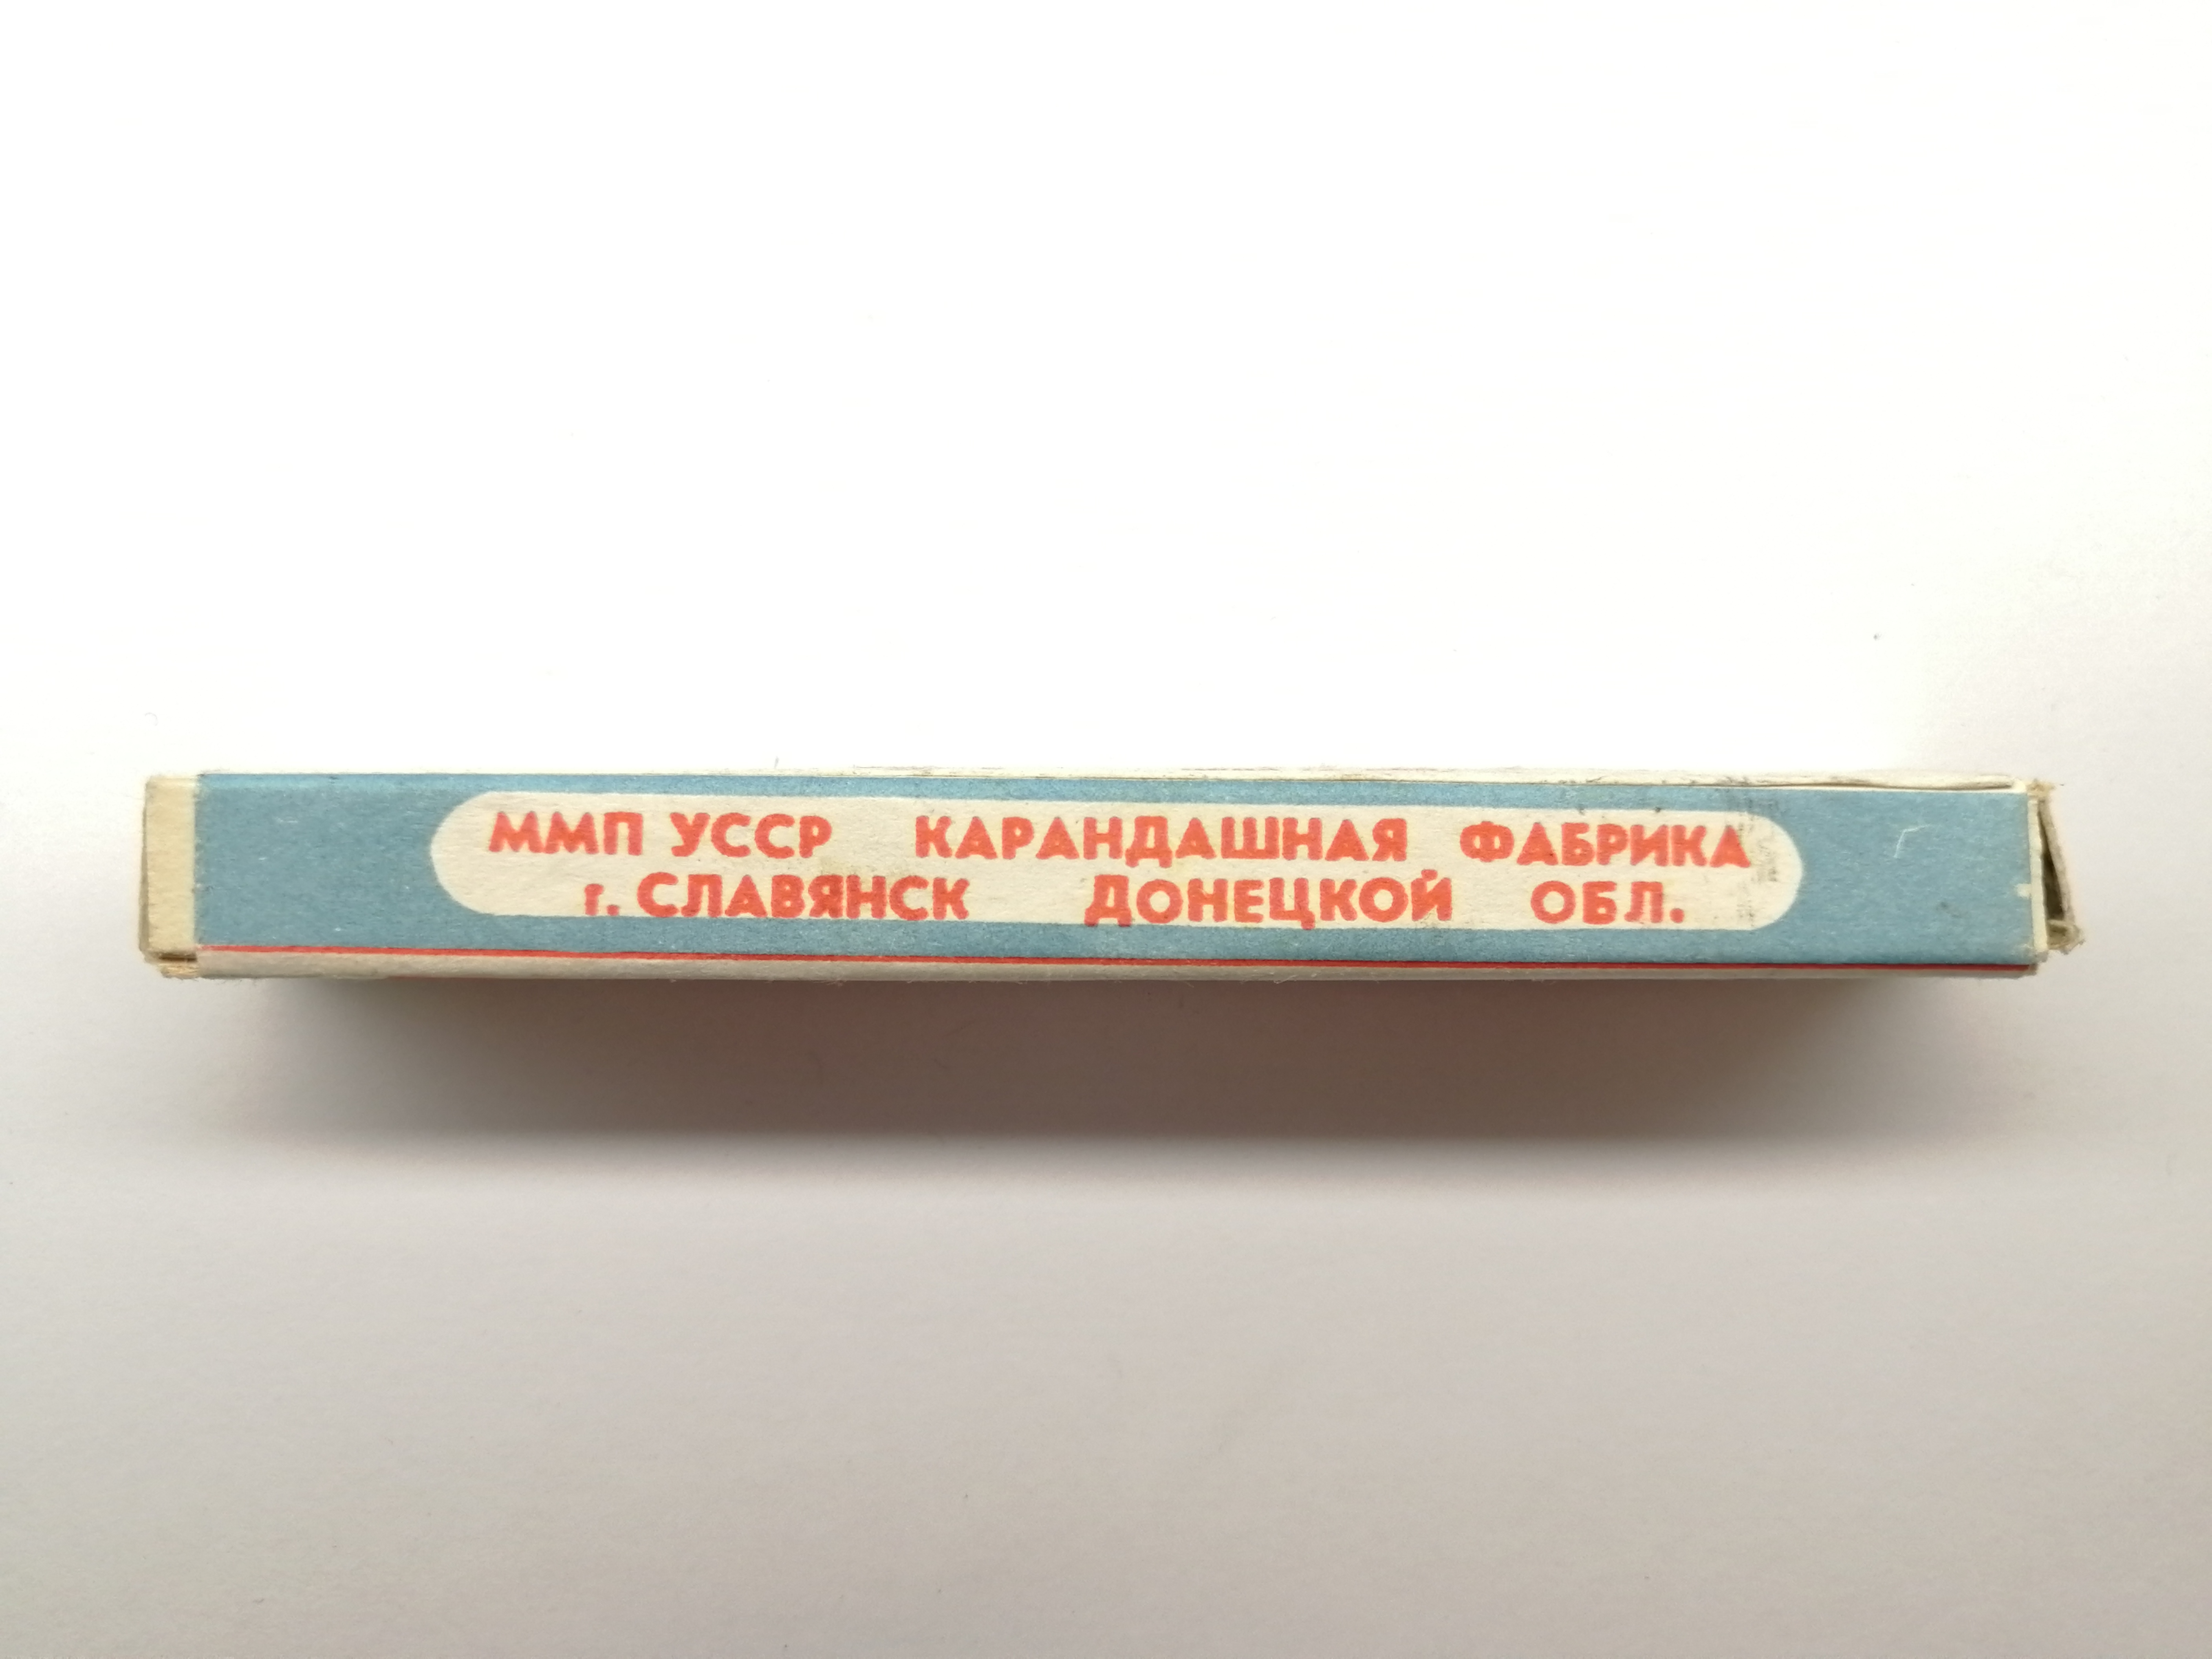 ММП УССР КАРАНДАШНАЯ ФАБРИКА
г. СЛАВЯНСК ДОНЕЦКОЙ ОБЛ.